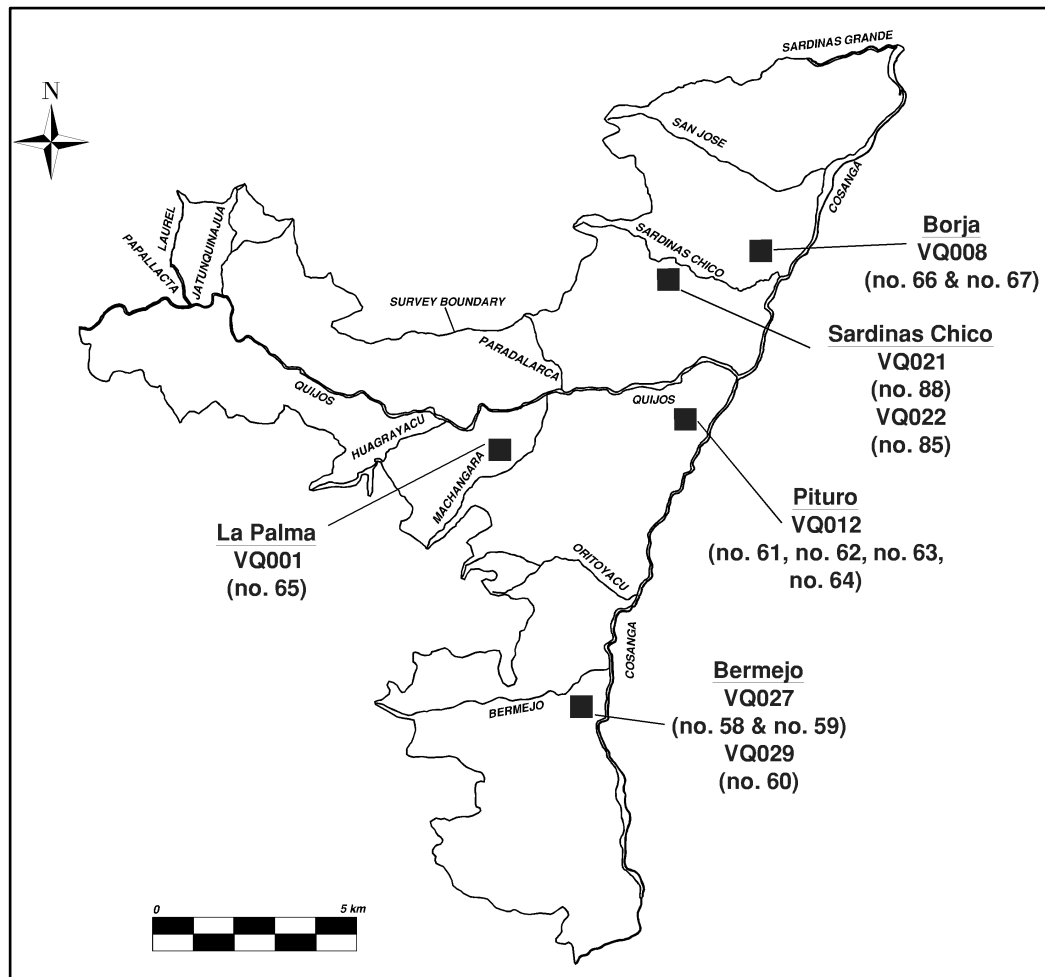 SARDINAS GRANDE
N
SAN JOSE
COSANGA
LAUREL
JATUNQUINAJUA
PAPALLACTA
SARDINAS CHICO
Borja
VQ008
(no. 66 & no. 67)
SURVEY BOUNDARY
Sardinas Chico
VQ021
(no. 88)
VQ022
(no. 85)
PARADALARCA
QUIJOS
QUIJOS
HUAGRAYACU
MACHANGARA
La Palma
VQ001
(no. 65)
Pituro
VQ012
(no. 61, no. 62, no. 63,
no. 64)
ORITOYACU
COSANGA
Bermejo
VQ027
(no. 58 & no. 59)
VQ029
(no. 60)
BERMEJO
0 5 km